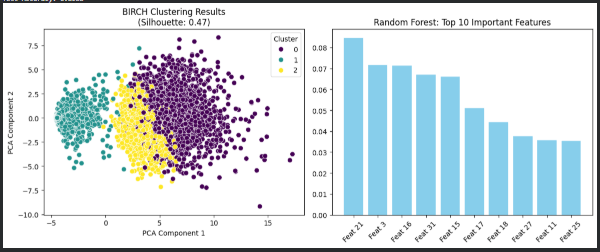 BIRCH Clustering Results
(Silhouette: 0.47)
Cluster
0
1
2
7.5
5.0
2.5
0.0
−2.5
−5.0
−7.5
−10.0
PCA Component 2
−5
0
5
10
15
PCA Component 1
Random Forest: Top 10 Important Features
0.08
0.07
0.06
0.05
0.04
0.03
0.02
0.01
0.00
Feat 21
Feat 3
Feat 16
Feat 31
Feat 15
Feat 17
Feat 18
Feat 27
Feat 11
Feat 25